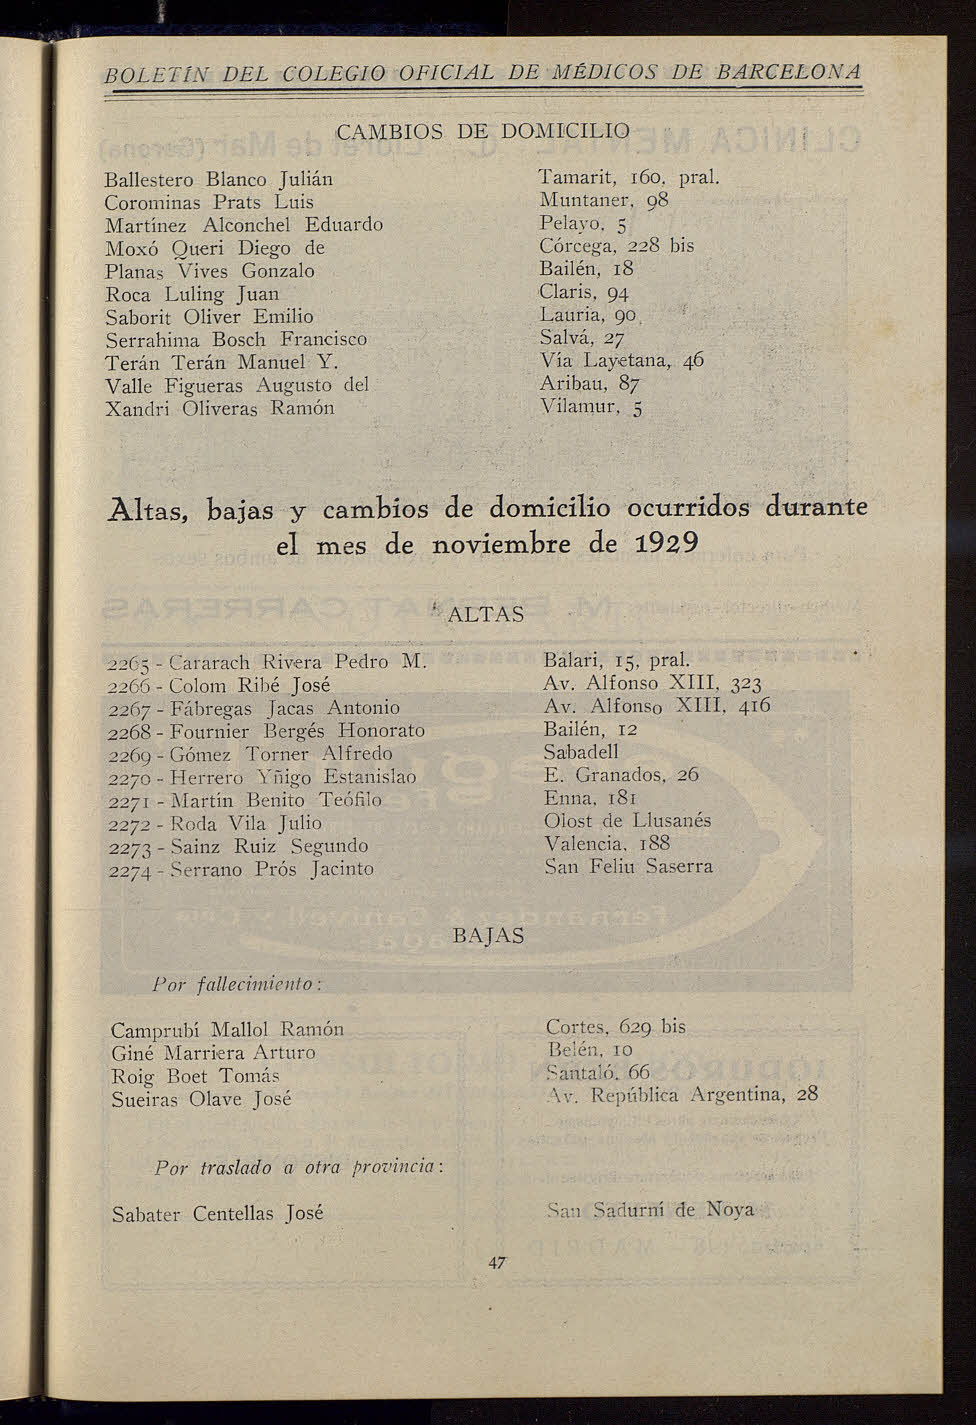 BOLETÍN DEL COLEGIO OFICIAL DE MÉDICOS DE BARCELONA
CAMBIOS DE DOMICILIO
Ballestero Blanco Julián Tamarit, 160, pral.
Corominas Prats Luis Muntaner, 98
Martínez Alconchel Eduardo Pelayo, 5
Moxó Queri Diego de Córcega, 228 bis
Planas Vives Gonzalo Bailén, 18
Roca Luling Juan Claris, 94
Saborit Oliver Emilio Lauria, 90
Serrahima Bosch Francisco Salvá, 27
Terán Terán Manuel Y. Vía Layetana, 46
Valle Figueras Augusto del Aribau, 87
Xandri Oliveras Ramón Vilamur, 5
Altas, bajas y cambios de domicilio ocurridos durante
el mes de noviembre de 1929
ALTAS
2265 - Cararach Rivera Pedro M. Balari, 15, pral.
2266 - Colom Ribé José Av. Alfonso XIII, 323
2267 - Fábregas Jacas Antonio Av. Alfonso XIII, 416
2268 - Fournier Bergés Honorato Bailén, 12
2269 - Gómez Torner Alfredo Sabadell
2270 - Herrero Yñigo Estanislao E. Granados, 26
2271 - Martín Benito Teófilo Enna, 181
2272 - Roda Vila Julio Olost de Llusanés
2273 - Sainz Ruiz Segundo Valencia, 188
2274 - Serrano Prós Jacinto San Feliu Saserra
BAJAS
Por fallecimiento:
Camprubí Mallol Ramón Cortes, 629 bis
Giné Marriera Arturo Belén, 10
Roig Boet Tomás Santaló, 66
Sueiras Olave José Av. República Argentina, 28
Por traslado a otra provincia:
Sabater Centellas José San Sadurní de Noya
47